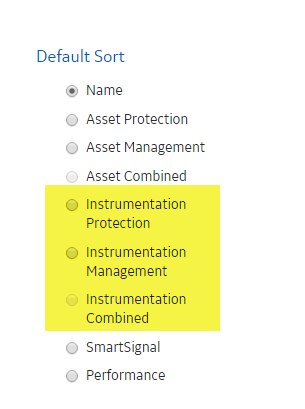 Default Sort
Name
Asset Protection
Asset Management
Asset Combined
Instrumentation
Protection
Instrumentation
Management
Instrumentation
Combined
SmartSignal
Performance